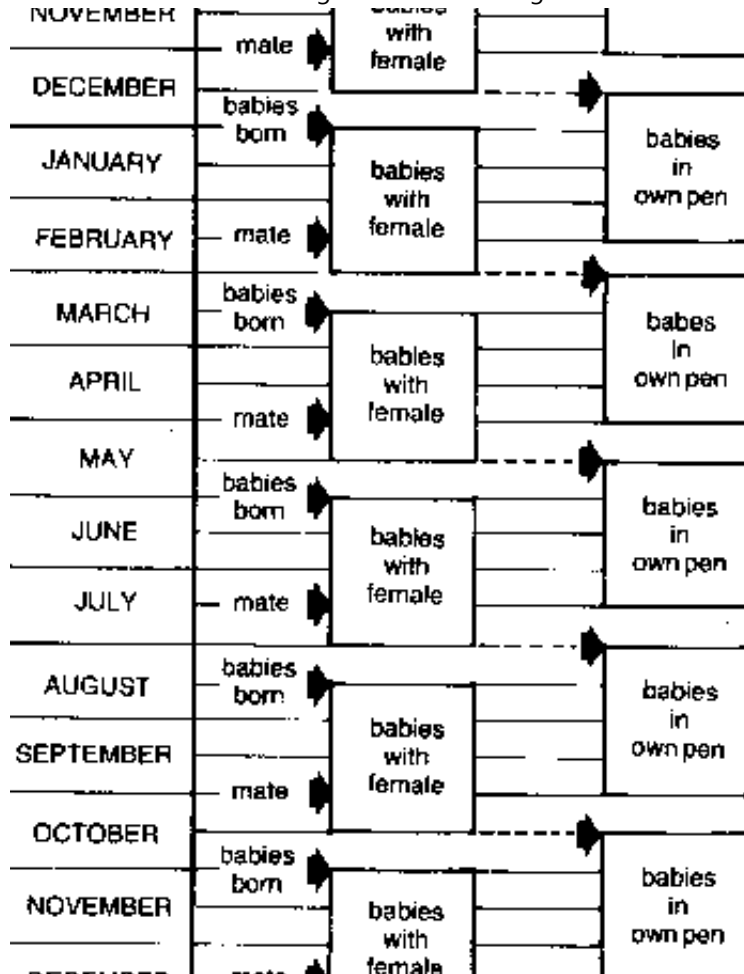 NOVEMBER
babies
with
female
mate
DECEMBER
babies
born
babies
in
own pen
JANUARY
babies
with
female
FEBRUARY
mate
babies
born
MARCH
babes
in
own pen
babies
with
female
APRIL
mate
MAY
babies
born
babies
in
own pen
JUNE
babies
with
female
JULY
mate
babies
born
AUGUST
babies
in
own pen
babies
with
female
SEPTEMBER
mate
OCTOBER
babies
born
babies
in
own pen
NOVEMBER
babies
with
female
DECEMBER
mate